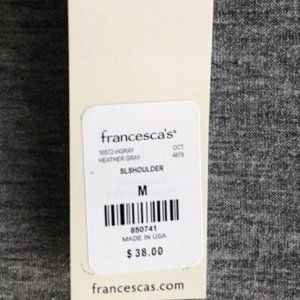 francesca's®
10572-HGRAY OCT
HEATHER GRAY 4878
SLSHOULDER
M
850741
MADE IN USA
$38.00
francescas.com